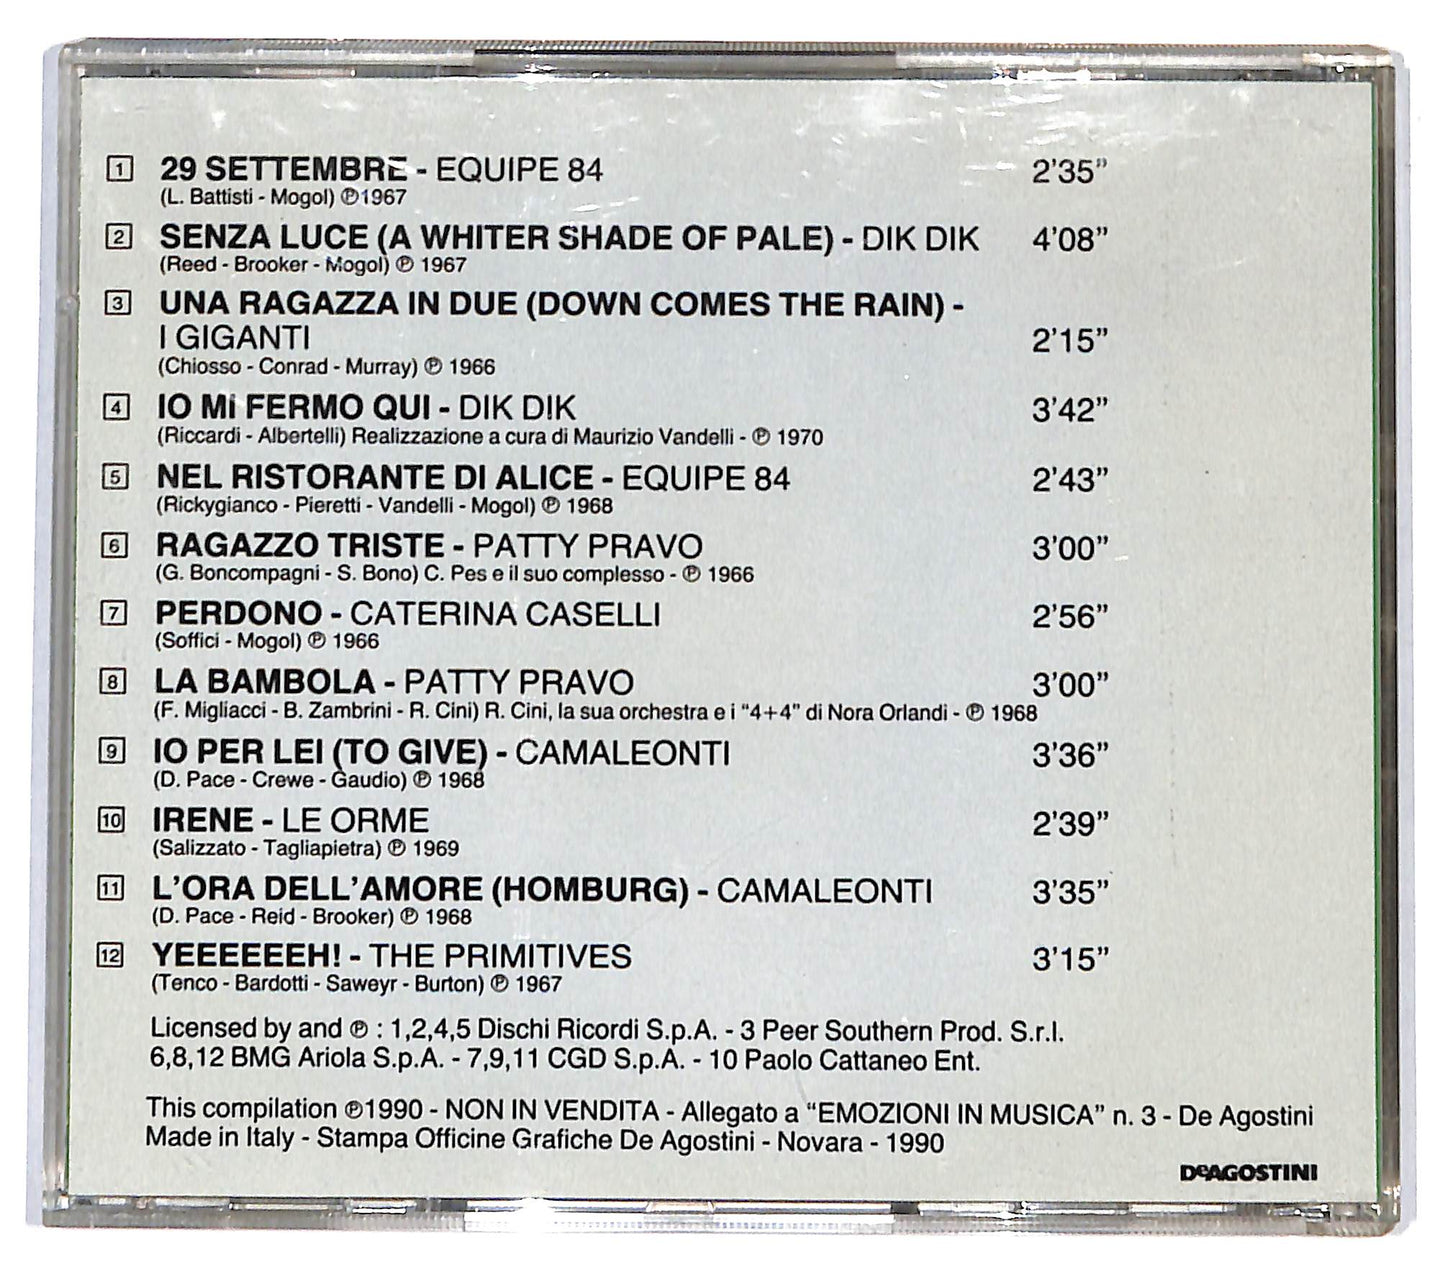 1 29 SETTEMBRE - EQUIPE 84 2'35"
(L. Battisti - Mogol) ℗1967
2 SENZA LUCE (A WHITER SHADE OF PALE) - DIK DIK 4'08"
(Reed - Brooker - Mogol) ℗ 1967
3 UNA RAGAZZA IN DUE (DOWN COMES THE RAIN) -
I GIGANTI 2'15"
(Chiosso - Conrad - Murray) ℗ 1966
4 IO MI FERMO QUI - DIK DIK 3'42"
(Riccardi - Albertelli) Realizzazione a cura di Maurizio Vandelli - ℗ 1970
5 NEL RISTORANTE DI ALICE - EQUIPE 84 2'43"
(Rickygianco - Pieretti - Vandelli - Mogol) ℗ 1968
6 RAGAZZO TRISTE - PATTY PRAVO 3'00"
(G. Boncompagni - S. Bono) C. Pes e il suo complesso - ℗ 1966
7 PERDONO - CATERINA CASELLI 2'56"
(Soffici - Mogol) ℗ 1966
8 LA BAMBOLA - PATTY PRAVO 3'00"
(F. Migliacci - B. Zambrini - R. Cini) R. Cini, la sua orchestra e i "4+4" di Nora Orlandi - ℗ 1968
9 IO PER LEI (TO GIVE) - CAMALEONTI 3'36"
(D. Pace - Crewe - Gaudio) ℗ 1968
10 IRENE - LE ORME 2'39"
(Salizzato - Tagliapietra) ℗ 1969
11 L'ORA DELL'AMORE (HOMBURG) - CAMALEONTI 3'35"
(D. Pace - Reid - Brooker) ℗ 1968
12 YEEEEEEH! - THE PRIMITIVES 3'15"
(Tenco - Bardotti - Saweyr - Burton) ℗ 1967
Licensed by and ℗ : 1,2,4,5 Dischi Ricordi S.p.A. - 3 Peer Southern Prod. S.r.l.
6,8,12 BMG Ariola S.p.A. - 7,9,11 CGD S.p.A. - 10 Paolo Cattaneo Ent.
This compilation ℗1990 - NON IN VENDITA - Allegato a "EMOZIONI IN MUSICA" n. 3 - De Agostini
Made in Italy - Stampa Officine Grafiche De Agostini - Novara - 1990
DeAGOSTINI